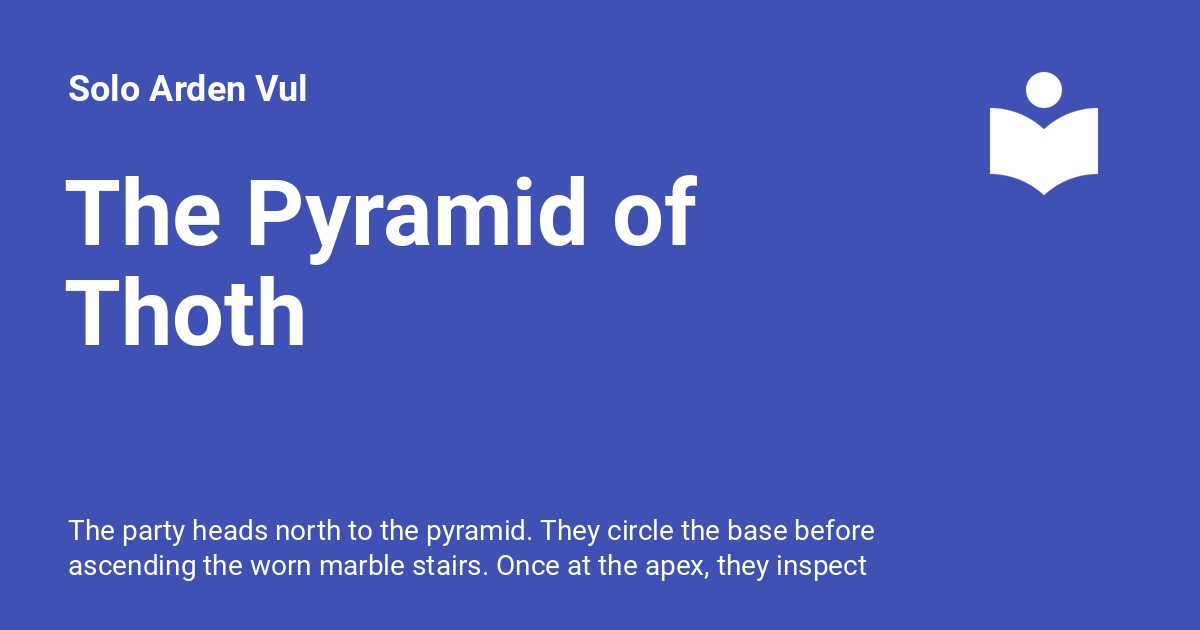 Solo Arden Vul
The Pyramid of
Thoth
The party heads north to the pyramid. They circle the base before
ascending the worn marble stairs. Once at the apex, they inspect